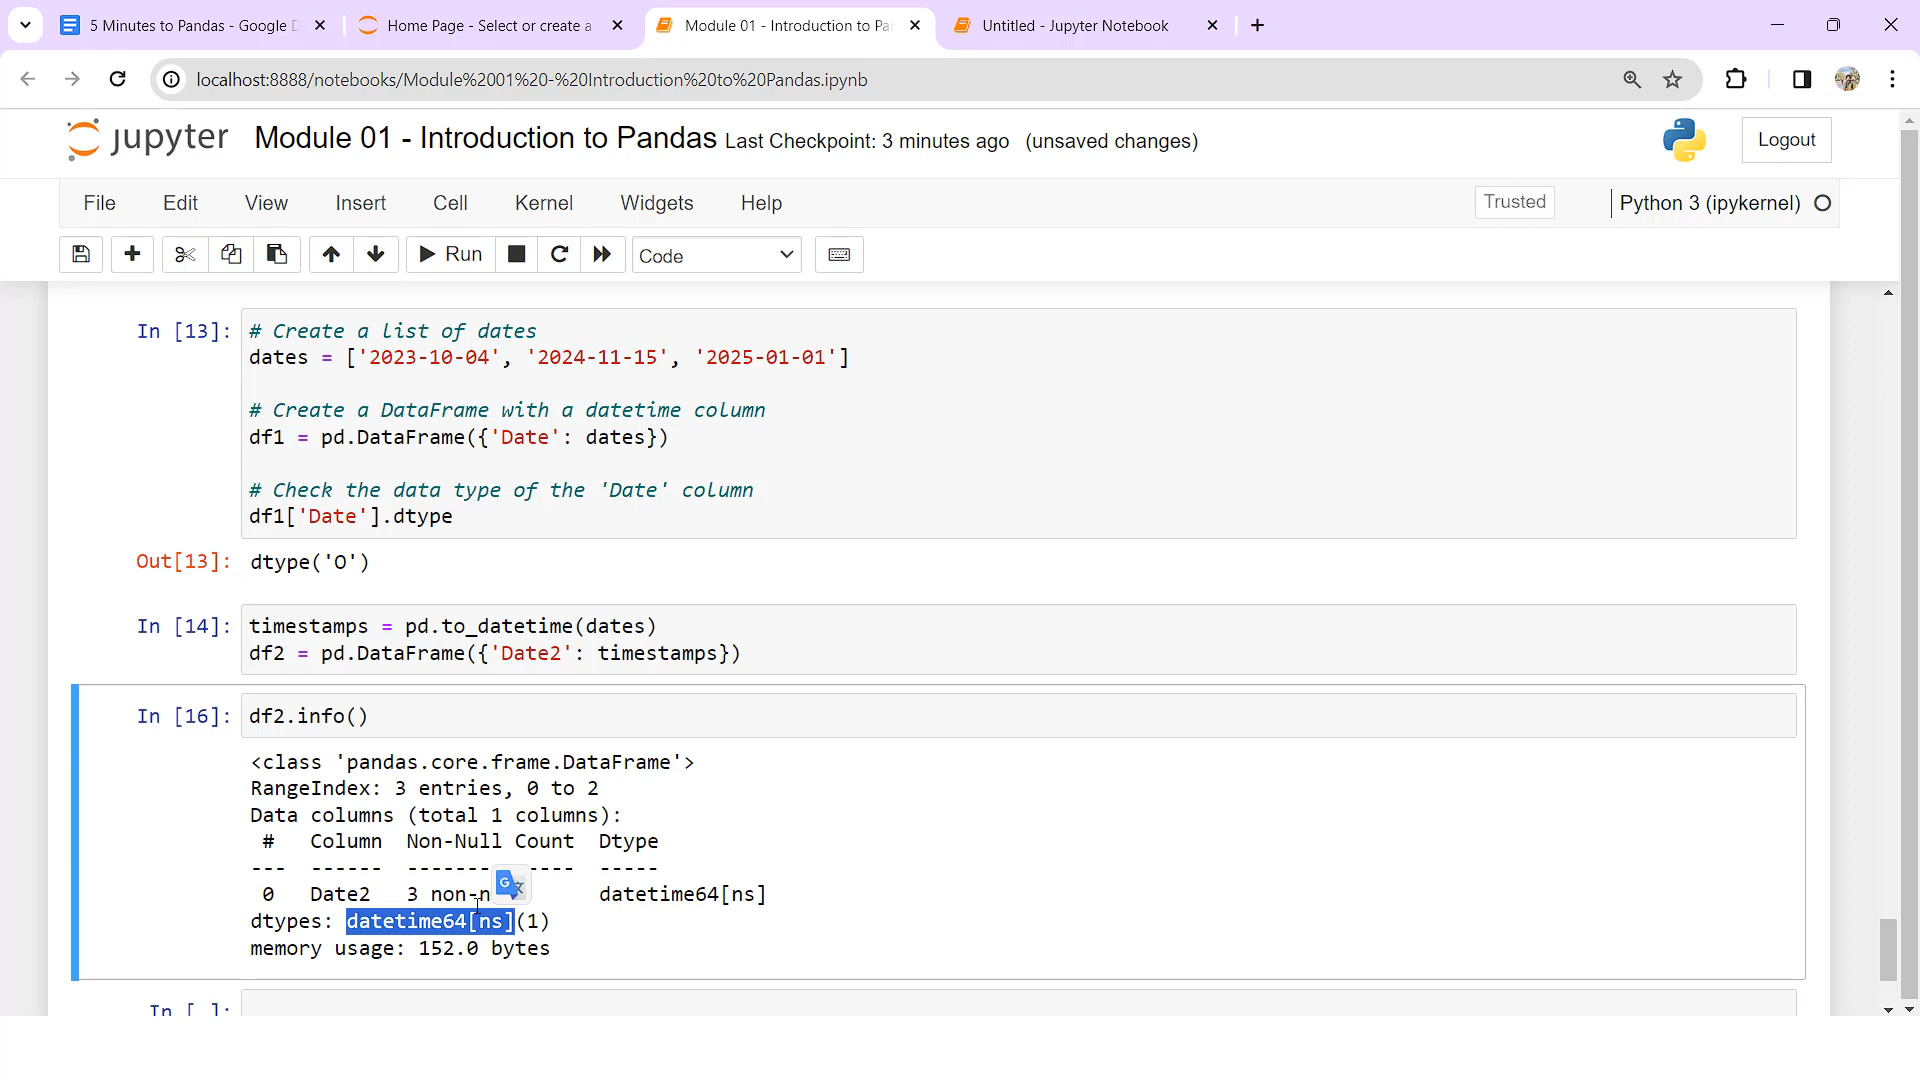 5 Minutes to Pandas - Google D
Home Page - Select or create a
Module 01 - Introduction to Pa
Untitled - Jupyter Notebook
localhost:8888/notebooks/Module%2001%20-%20Introduction%20to%20Pandas.ipynb
jupyter Module 01 - Introduction to Pandas Last Checkpoint: 3 minutes ago (unsaved changes)
Logout
File Edit View Insert Cell Kernel Widgets Help
Trusted
Python 3 (ipykernel)
Run
Code
In [13]:
# Create a list of dates
dates = ['2023-10-04', '2024-11-15', '2025-01-01']
# Create a DataFrame with a datetime column
df1 = pd.DataFrame({'Date': dates})
# Check the data type of the 'Date' column
df1['Date'].dtype
Out[13]: dtype('O')
In [14]:
timestamps = pd.to_datetime(dates)
df2 = pd.DataFrame({'Date2': timestamps})
In [16]: df2.info()
<class 'pandas.core.frame.DataFrame'>
RangeIndex: 3 entries, 0 to 2
Data columns (total 1 columns):
# Column Non-Null Count Dtype
--- ------ -------- ----- -----
0 Date2 3 non-n datetime64[ns]
dtypes: datetime64[ns](1)
memory usage: 152.0 bytes
In [ ]: